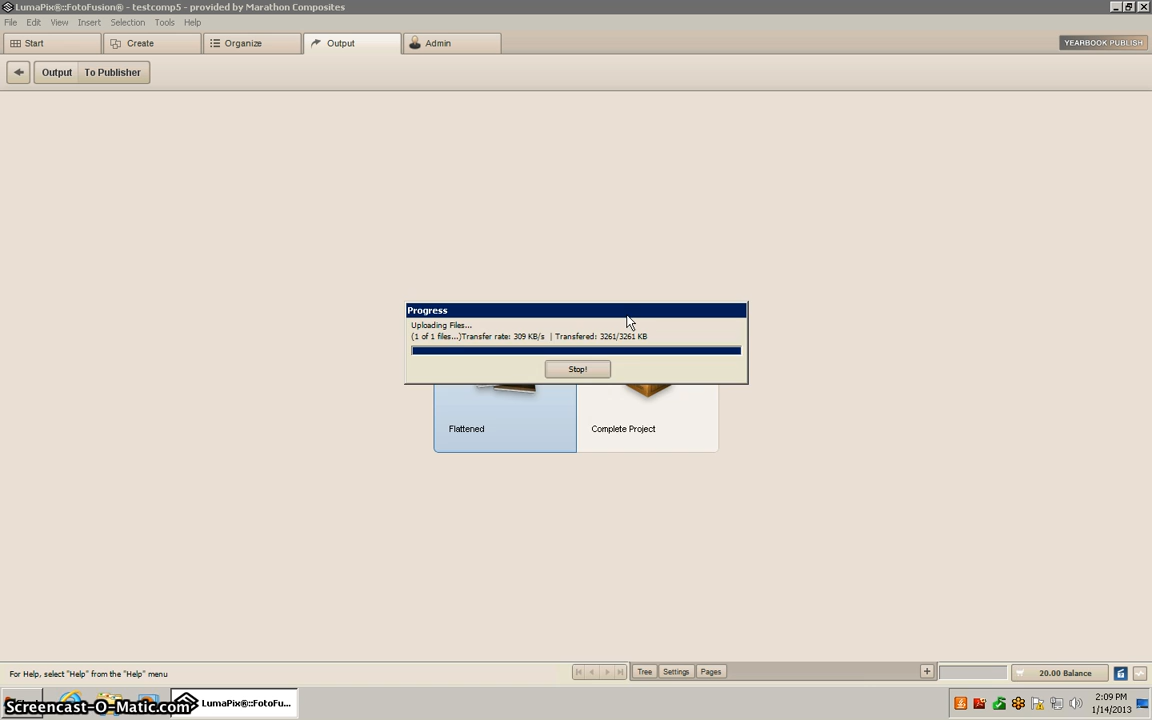 LumaPix®::FotoFusion® - testcomp5 - provided by Marathon Composites
File Edit View Insert Selection Tools Help
Start Create Organize Output Admin YEARBOOK PUBLISH
Output To Publisher
Progress
Uploading Files...
(1 of 1 files...)Transfer rate: 309 KB/s | Transfered: 3261/3261 KB
Stop!
Flattened Complete Project
For Help, select "Help" from the "Help" menu Tree Settings Pages + 20.00 Balance
LumaPix®::FotoFu... 2:09 PM
Screencast-O-Matic.com 1/14/2013